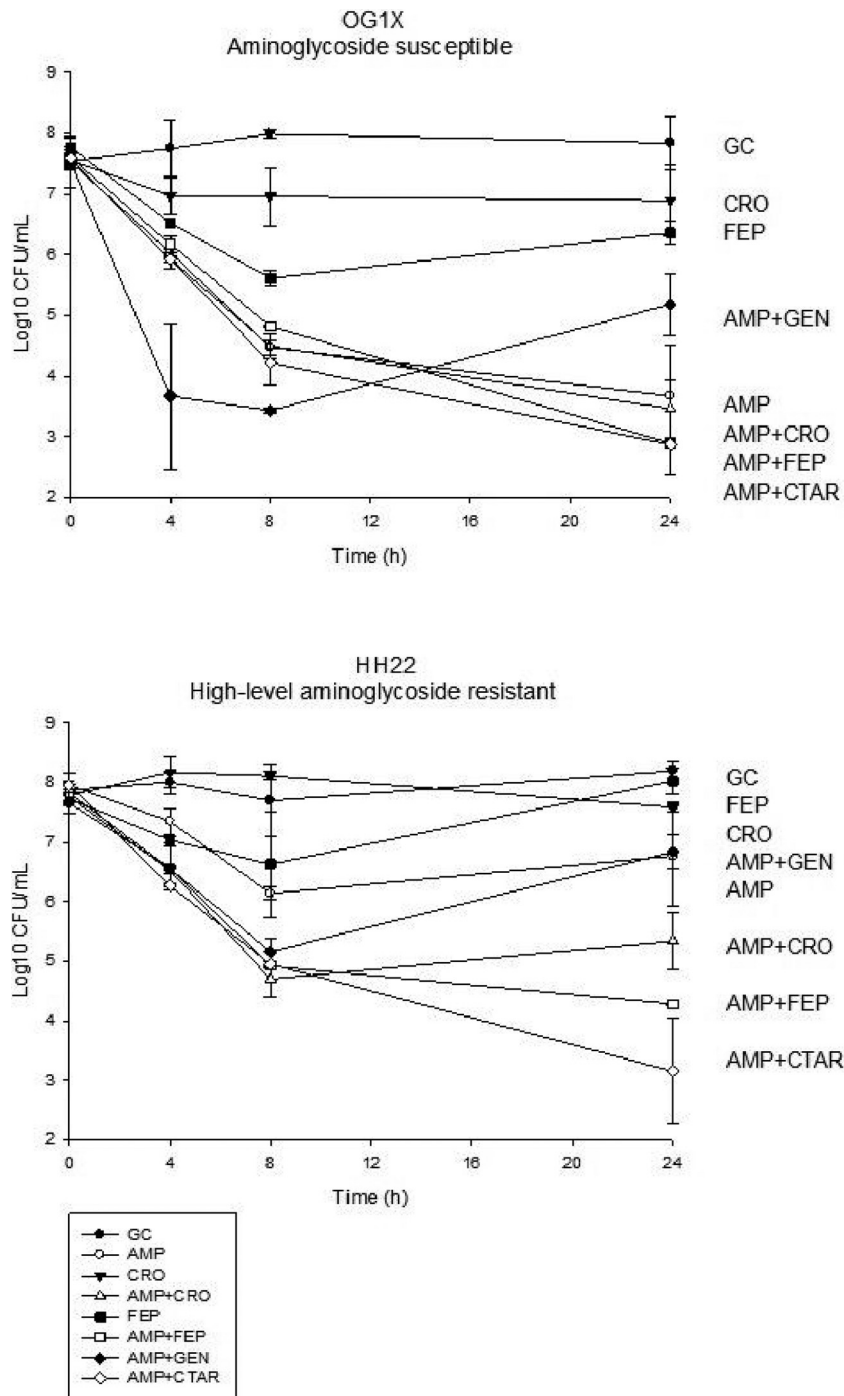 OG1X
Aminoglycoside susceptible
9
8
7
6
5
4
3
2
Log10 CFU/mL
0
4
8
12
16
20
24
Time (h)
GC
CRO
FEP
AMP+GEN
AMP
AMP+CRO
AMP+FEP
AMP+CTAR
HH22
High-level aminoglycoside resistant
9
8
7
6
5
4
3
2
Log10 CFU/mL
0
4
8
12
16
20
24
Time (h)
GC
FEP
CRO
AMP+GEN
AMP
AMP+CRO
AMP+FEP
AMP+CTAR
GC
AMP
CRO
AMP+CRO
FEP
AMP+FEP
AMP+GEN
AMP+CTAR